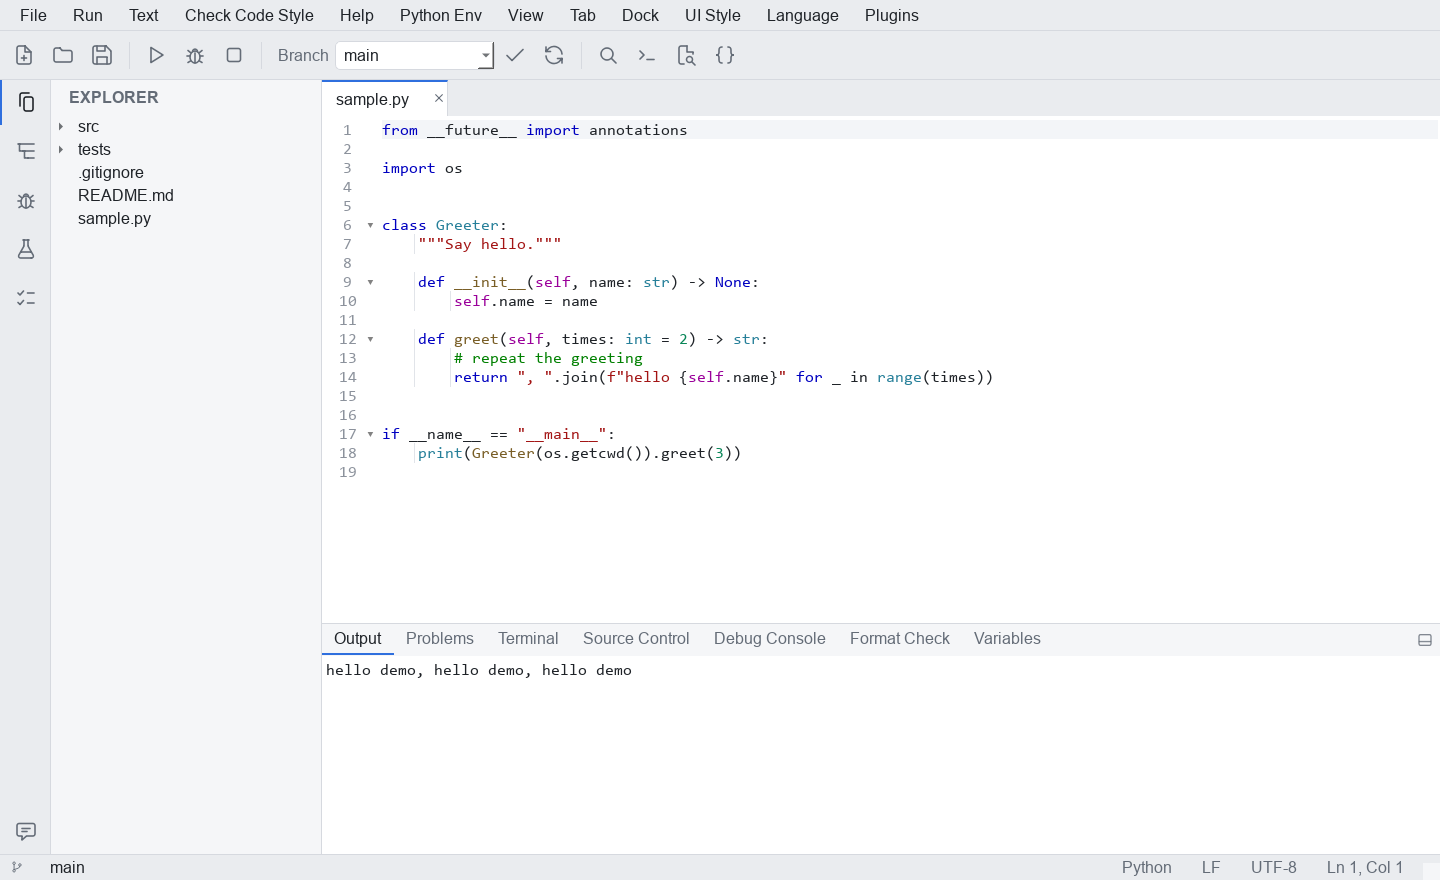 File Run Text Check Code Style Help Python Env View Tab Dock UI Style Language Plugins
Branch main
EXPLORER
src
tests
.gitignore
README.md
sample.py
sample.py ×
1 from __future__ import annotations
2
3 import os
4
5
6 class Greeter:
7     """Say hello."""
8
9     def __init__(self, name: str) -> None:
10         self.name = name
11
12     def greet(self, times: int = 2) -> str:
13         # repeat the greeting
14         return ", ".join(f"hello {self.name}" for _ in range(times))
15
16
17 if __name__ == "__main__":
18     print(Greeter(os.getcwd()).greet(3))
19
Output Problems Terminal Source Control Debug Console Format Check Variables
hello demo, hello demo, hello demo
main Python LF UTF-8 Ln 1, Col 1